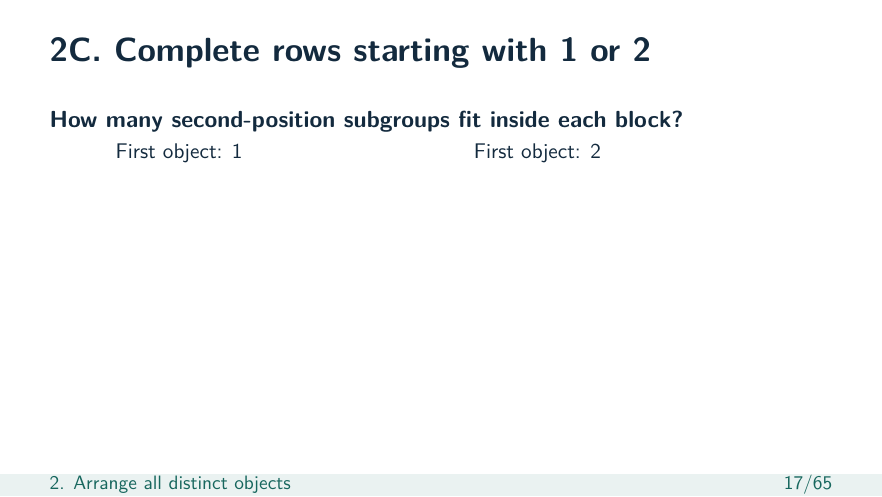 2C. Complete rows starting with 1 or 2
How many second-position subgroups fit inside each block?
First object: 1
First object: 2
2. Arrange all distinct objects
17/65